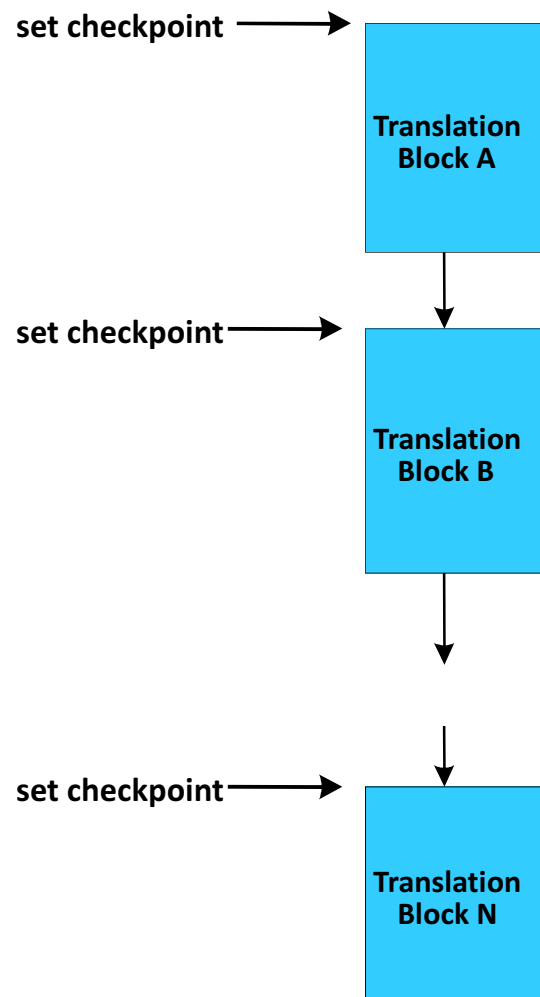 set checkpoint
Translation
Block A
set checkpoint
Translation
Block B
set checkpoint
Translation
Block N